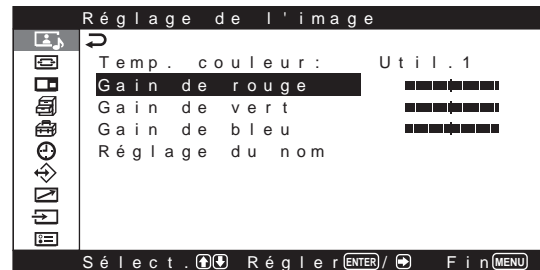 Réglage de l'image
Temp. couleur: Util.1
Gain de rouge
Gain de vert
Gain de bleu
Réglage du nom
Sélect. Régler ENTER / Fin MENU